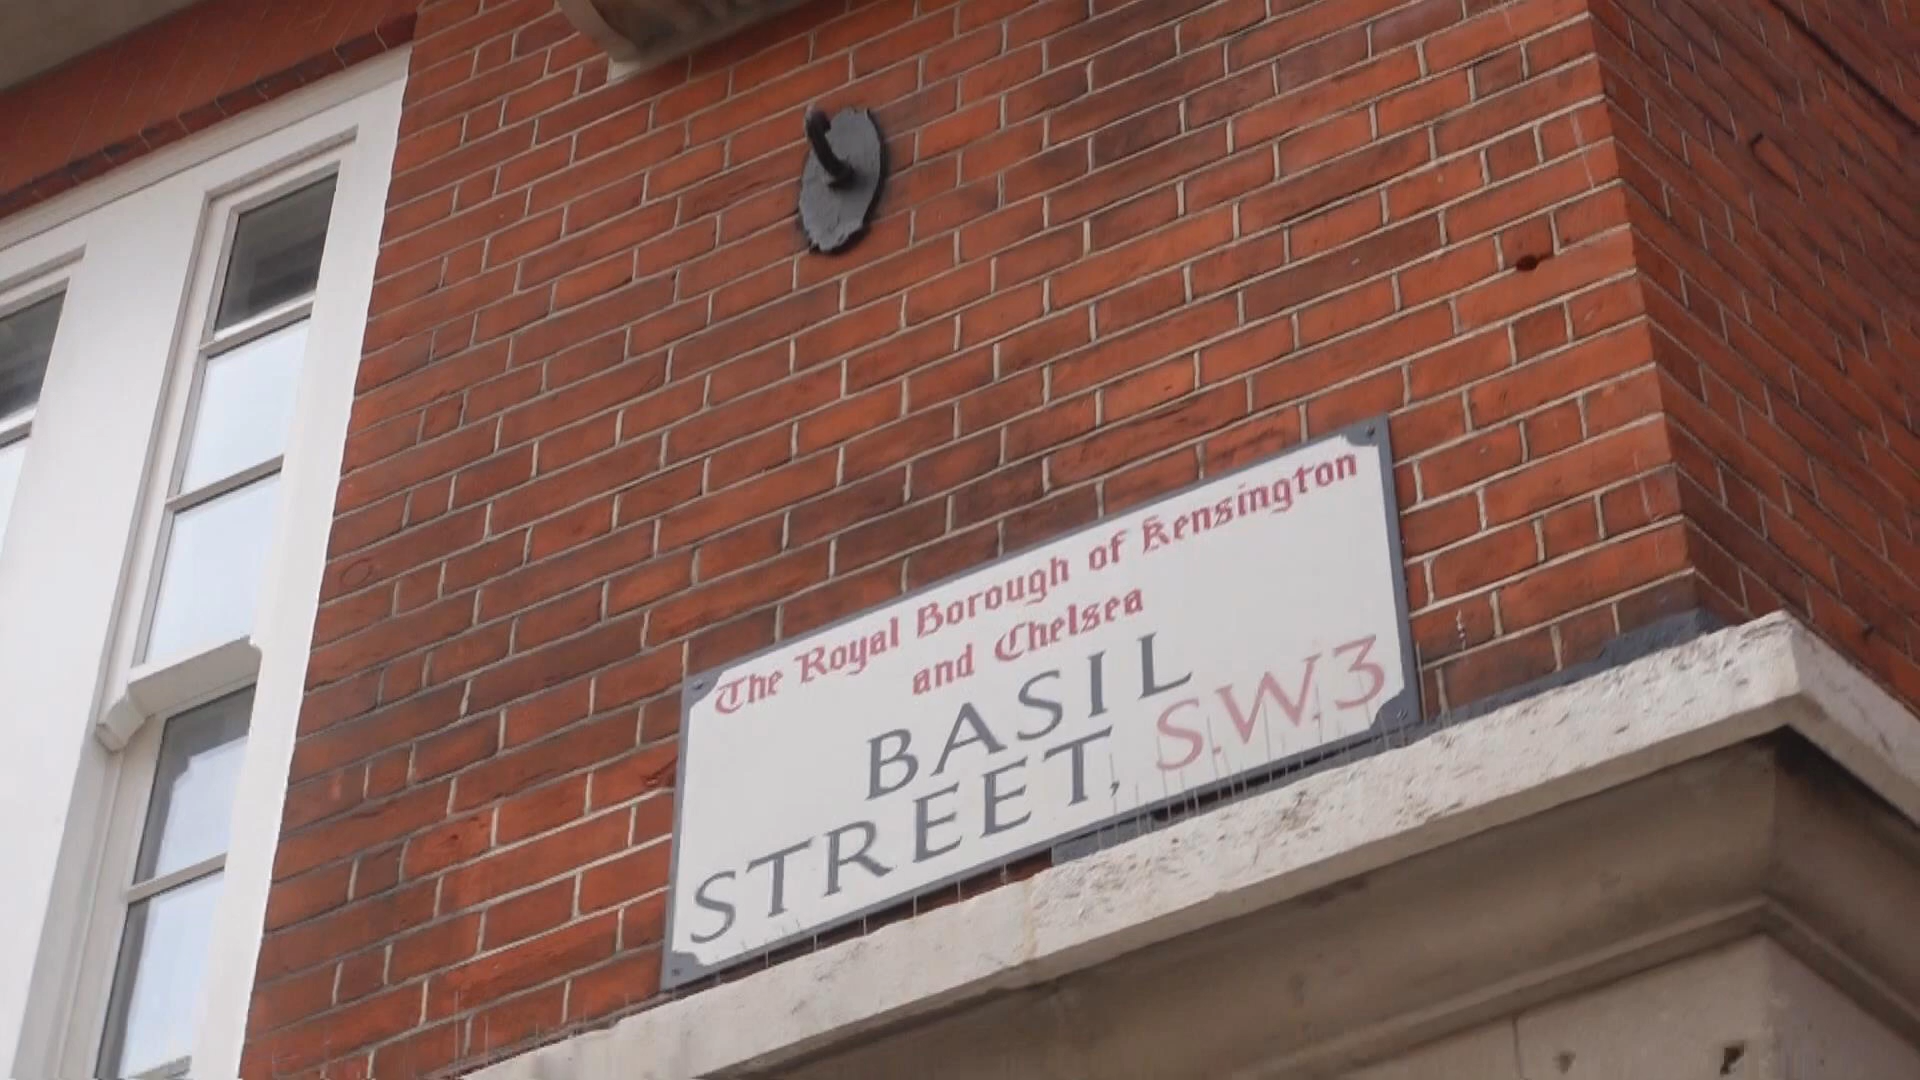 The Royal Borough of Kensington
and Chelsea
BASIL
STREET, S.W.3